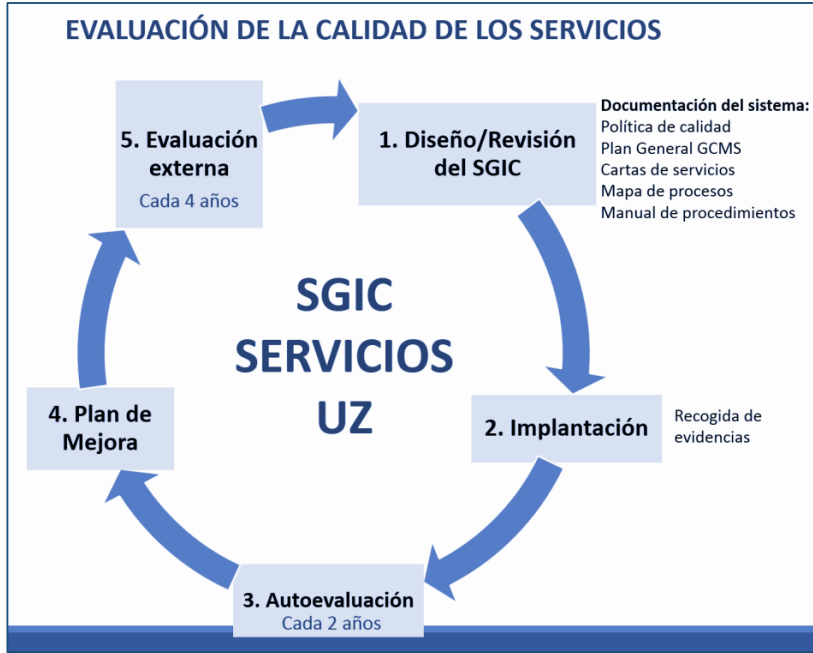 EVALUACIÓN DE LA CALIDAD DE LOS SERVICIOS
5. Evaluación
externa
Cada 4 años
1. Diseño/Revisión
del SGIC
Documentación del sistema:
Política de calidad
Plan General GCMS
Cartas de servicios
Mapa de procesos
Manual de procedimientos
SGIC
SERVICIOS
UZ
4. Plan de
Mejora
2. Implantación
Recogida de
evidencias
3. Autoevaluación
Cada 2 años